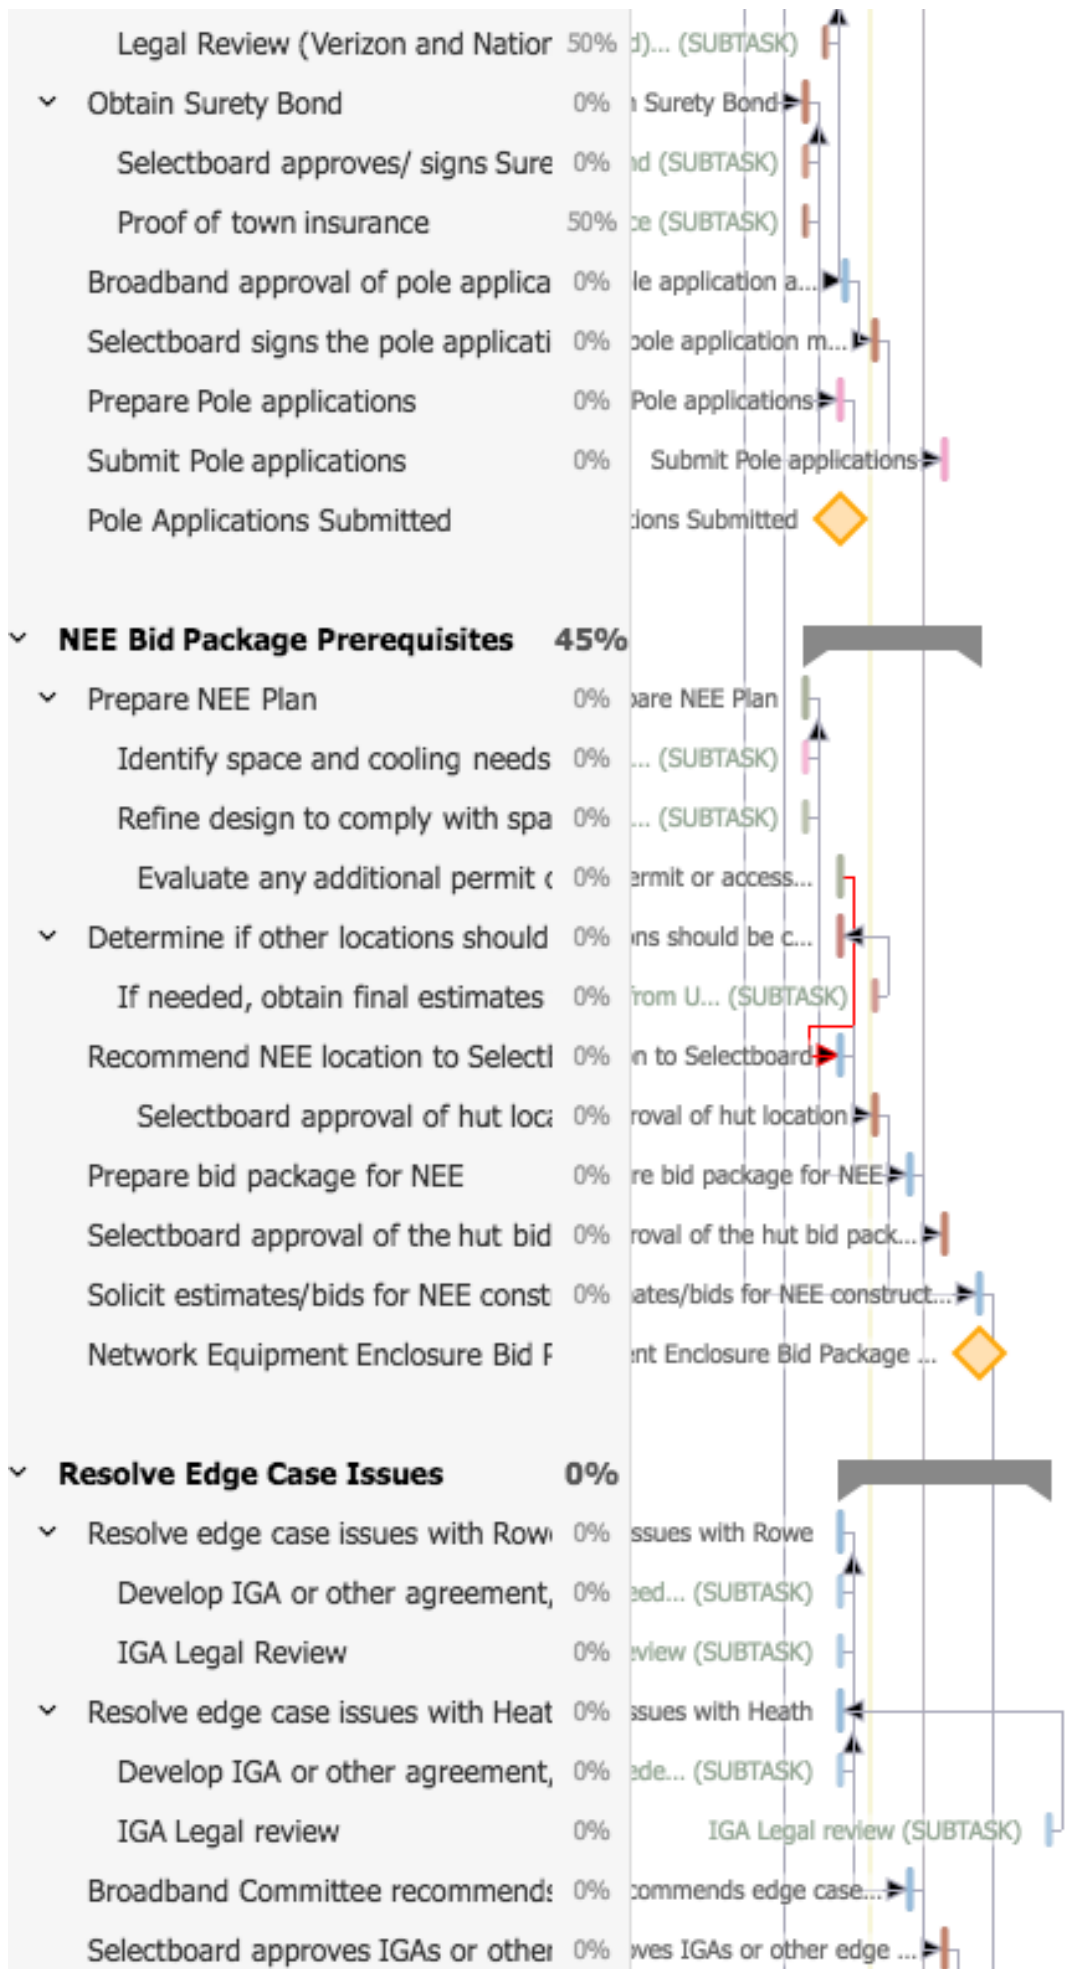 Legal Review (Verizon and Nation 50% d)... (SUBTASK)
Obtain Surety Bond 0% Surety Bond
Selectboard approves/ signs Sure 0% nd (SUBTASK)
Proof of town insurance 50% ce (SUBTASK)
Broadband approval of pole applica 0% le application a...
Selectboard signs the pole applicati 0% pole application m...
Prepare Pole applications 0% Pole applications
Submit Pole applications 0% Submit Pole applications
Pole Applications Submitted tions Submitted
NEE Bid Package Prerequisites 45%
Prepare NEE Plan 0% pare NEE Plan
Identify space and cooling needs 0% ... (SUBTASK)
Refine design to comply with spa 0% ... (SUBTASK)
Evaluate any additional permit o 0% ermit or access...
Determine if other locations should 0% ons should be c...
If needed, obtain final estimates 0% from U... (SUBTASK)
Recommend NEE location to Selectb 0% n to Selectboard
Selectboard approval of hut loca 0% roval of hut location
Prepare bid package for NEE 0% re bid package for NEE
Selectboard approval of the hut bid 0% roval of the hut bid pack...
Solicit estimates/bids for NEE const 0% ates/bids for NEE construct...
Network Equipment Enclosure Bid P ent Enclosure Bid Package ...
Resolve Edge Case Issues 0%
Resolve edge case issues with Rowe 0% ssues with Rowe
Develop IGA or other agreement, 0% eed... (SUBTASK)
IGA Legal Review 0% eview (SUBTASK)
Resolve edge case issues with Heat 0% ssues with Heath
Develop IGA or other agreement, 0% ede... (SUBTASK)
IGA Legal review 0% IGA Legal review (SUBTASK)
Broadband Committee recommends 0% commends edge case...
Selectboard approves IGAs or other 0% oves IGAs or other edge ...